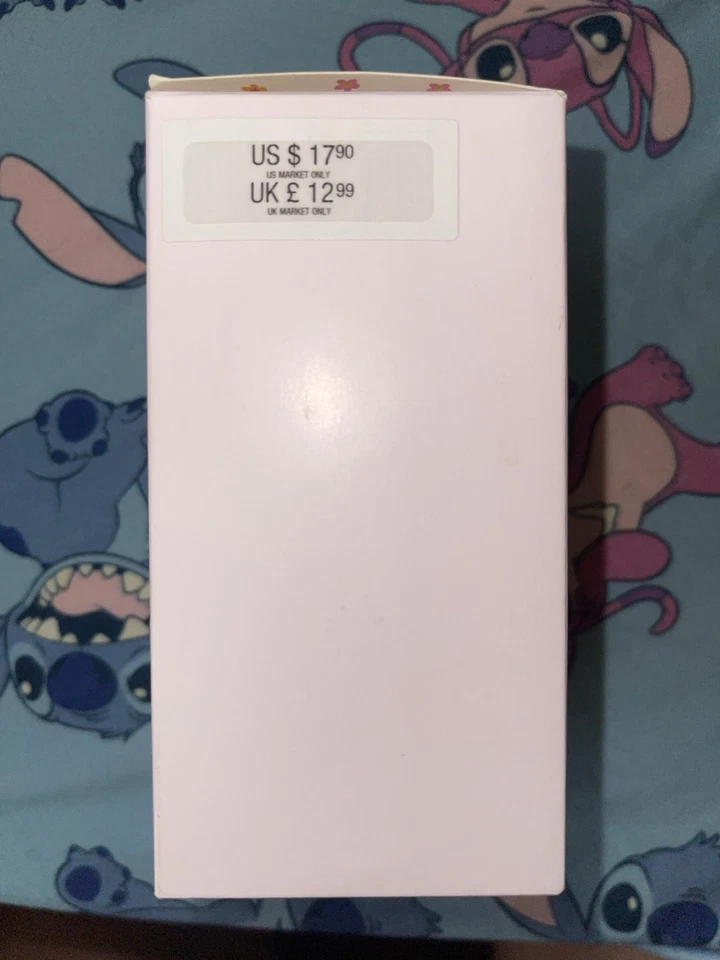 US $ 17⁹⁰
US MARKET ONLY
UK £ 12⁹⁹
UK MARKET ONLY